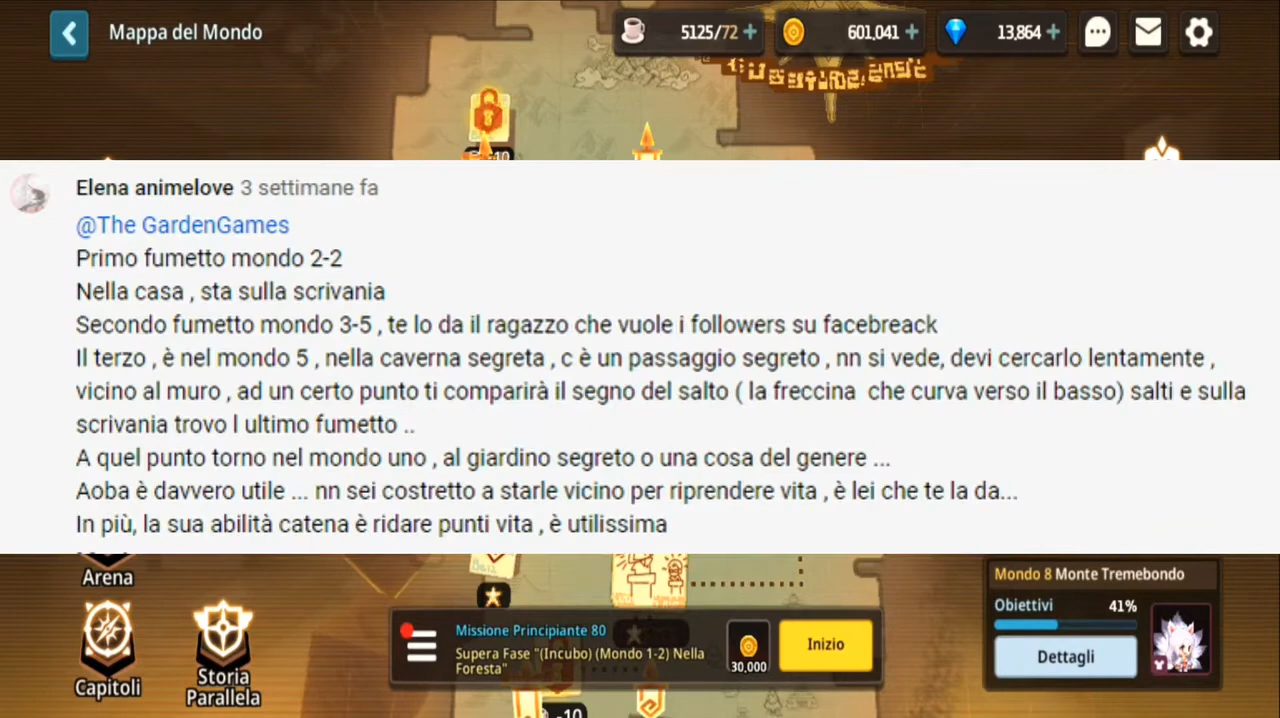 Mappa del Mondo
5125/72
601,041
13,864
-10
Elena animelove 3 settimane fa
@The GardenGames
Primo fumetto mondo 2-2
Nella casa , sta sulla scrivania
Secondo fumetto mondo 3-5 , te lo da il ragazzo che vuole i followers su facebreack
Il terzo , è nel mondo 5 , nella caverna segreta , c è un passaggio segreto , nn si vede, devi cercarlo lentamente ,
vicino al muro , ad un certo punto ti comparirà il segno del salto ( la freccina che curva verso il basso) salti e sulla
scrivania trovo l ultimo fumetto ..
A quel punto torno nel mondo uno , al giardino segreto o una cosa del genere ...
Aoba è davvero utile ... nn sei costretto a starle vicino per riprendere vita , è lei che te la da...
In più, la sua abilità catena è ridare punti vita , è utilissima
Arena
Capitoli
Storia
Parallela
Missione Principiante 80
Supera Fase "(Incubo) (Mondo 1-2) Nella
Foresta"
30,000
Inizio
-10
Mondo 8 Monte Tremebondo
Obiettivi 41%
Dettagli